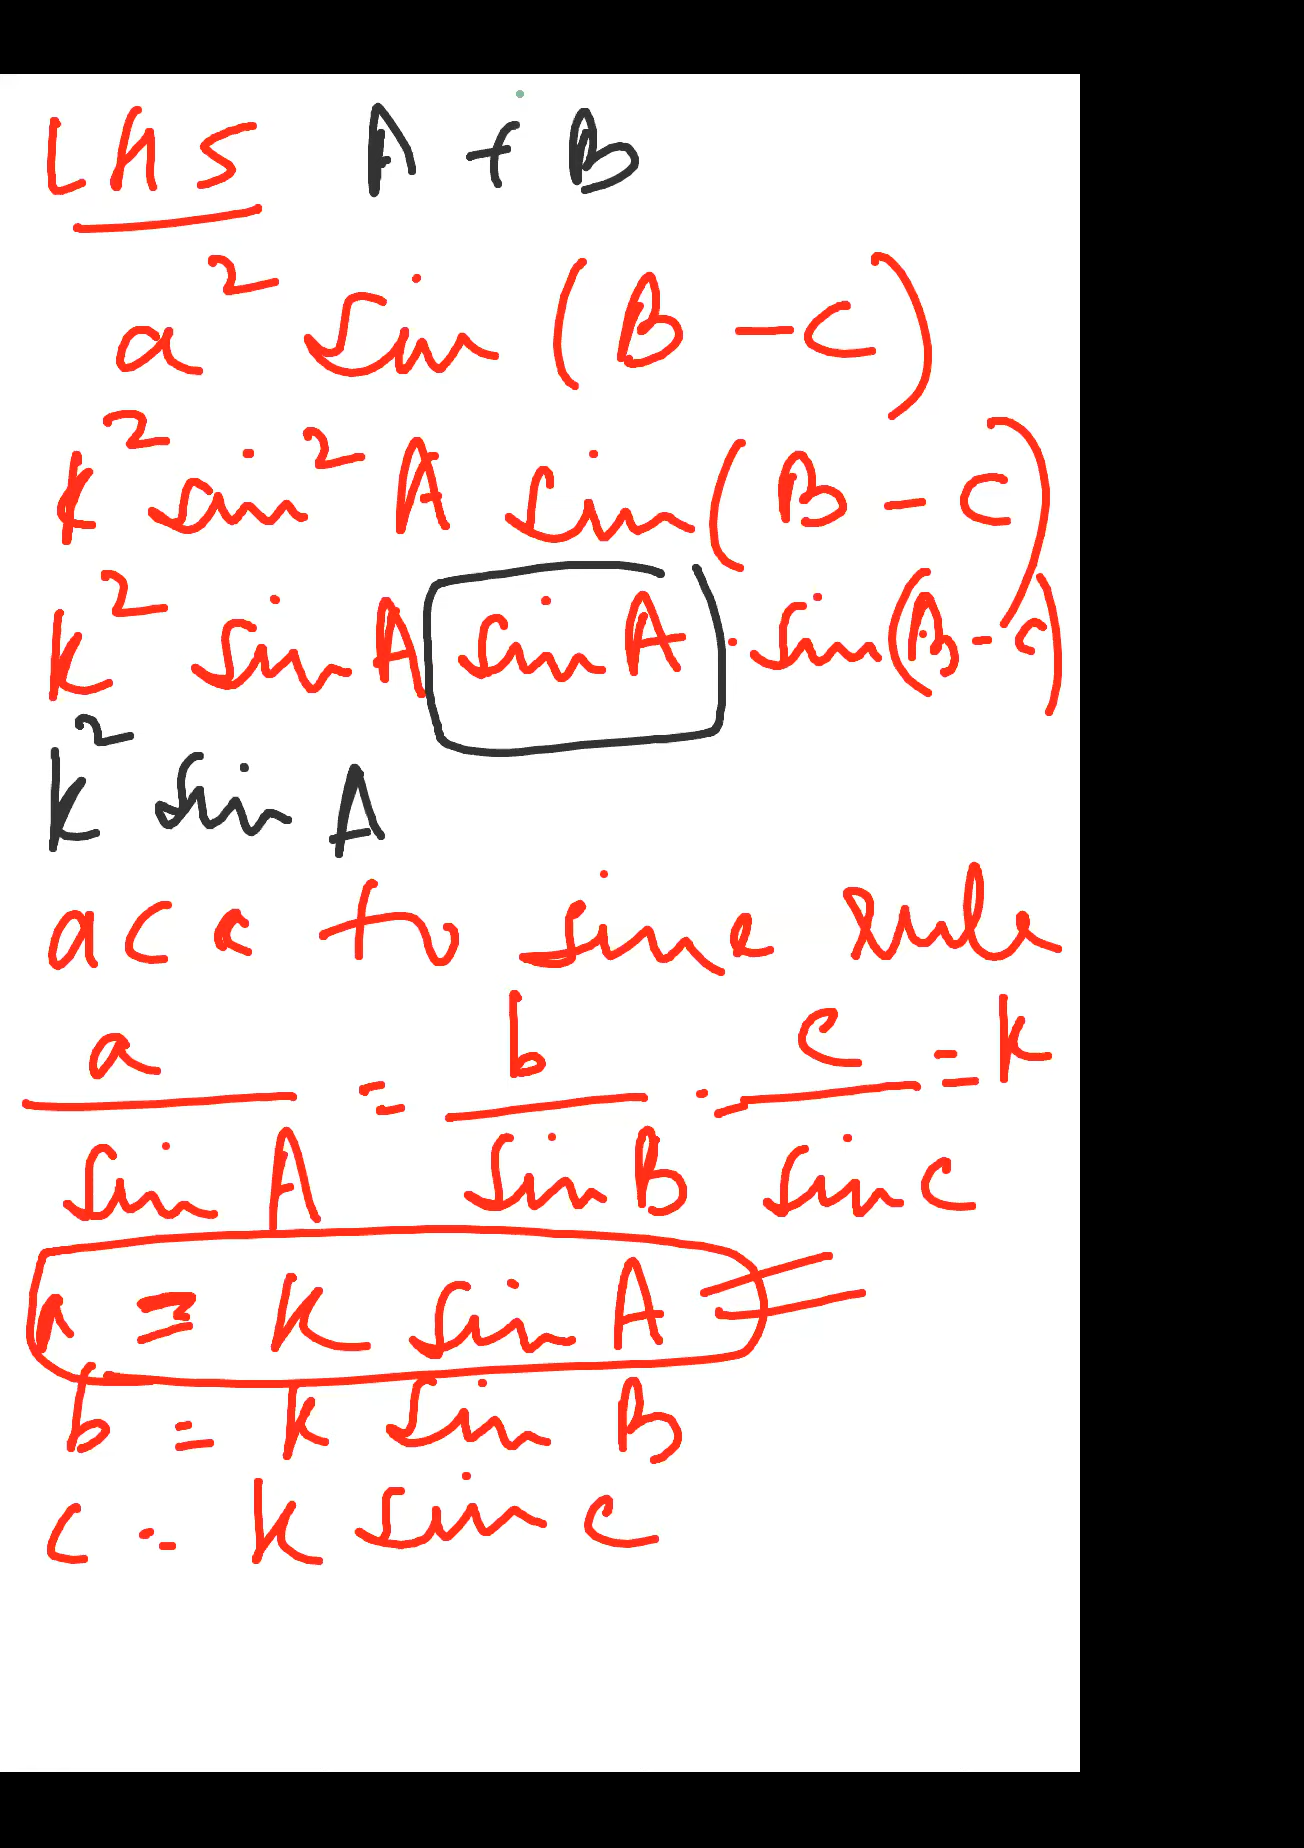 LHS A + B
a² sin (B - C)
k² sin² A sin (B - C)
k² sin A sin A . sin (B - C)
k² sin A
acc to sine rule
a/sin A = b/sin B = c/sin C = k
a = k sin A
b = k sin B
c = k sin C